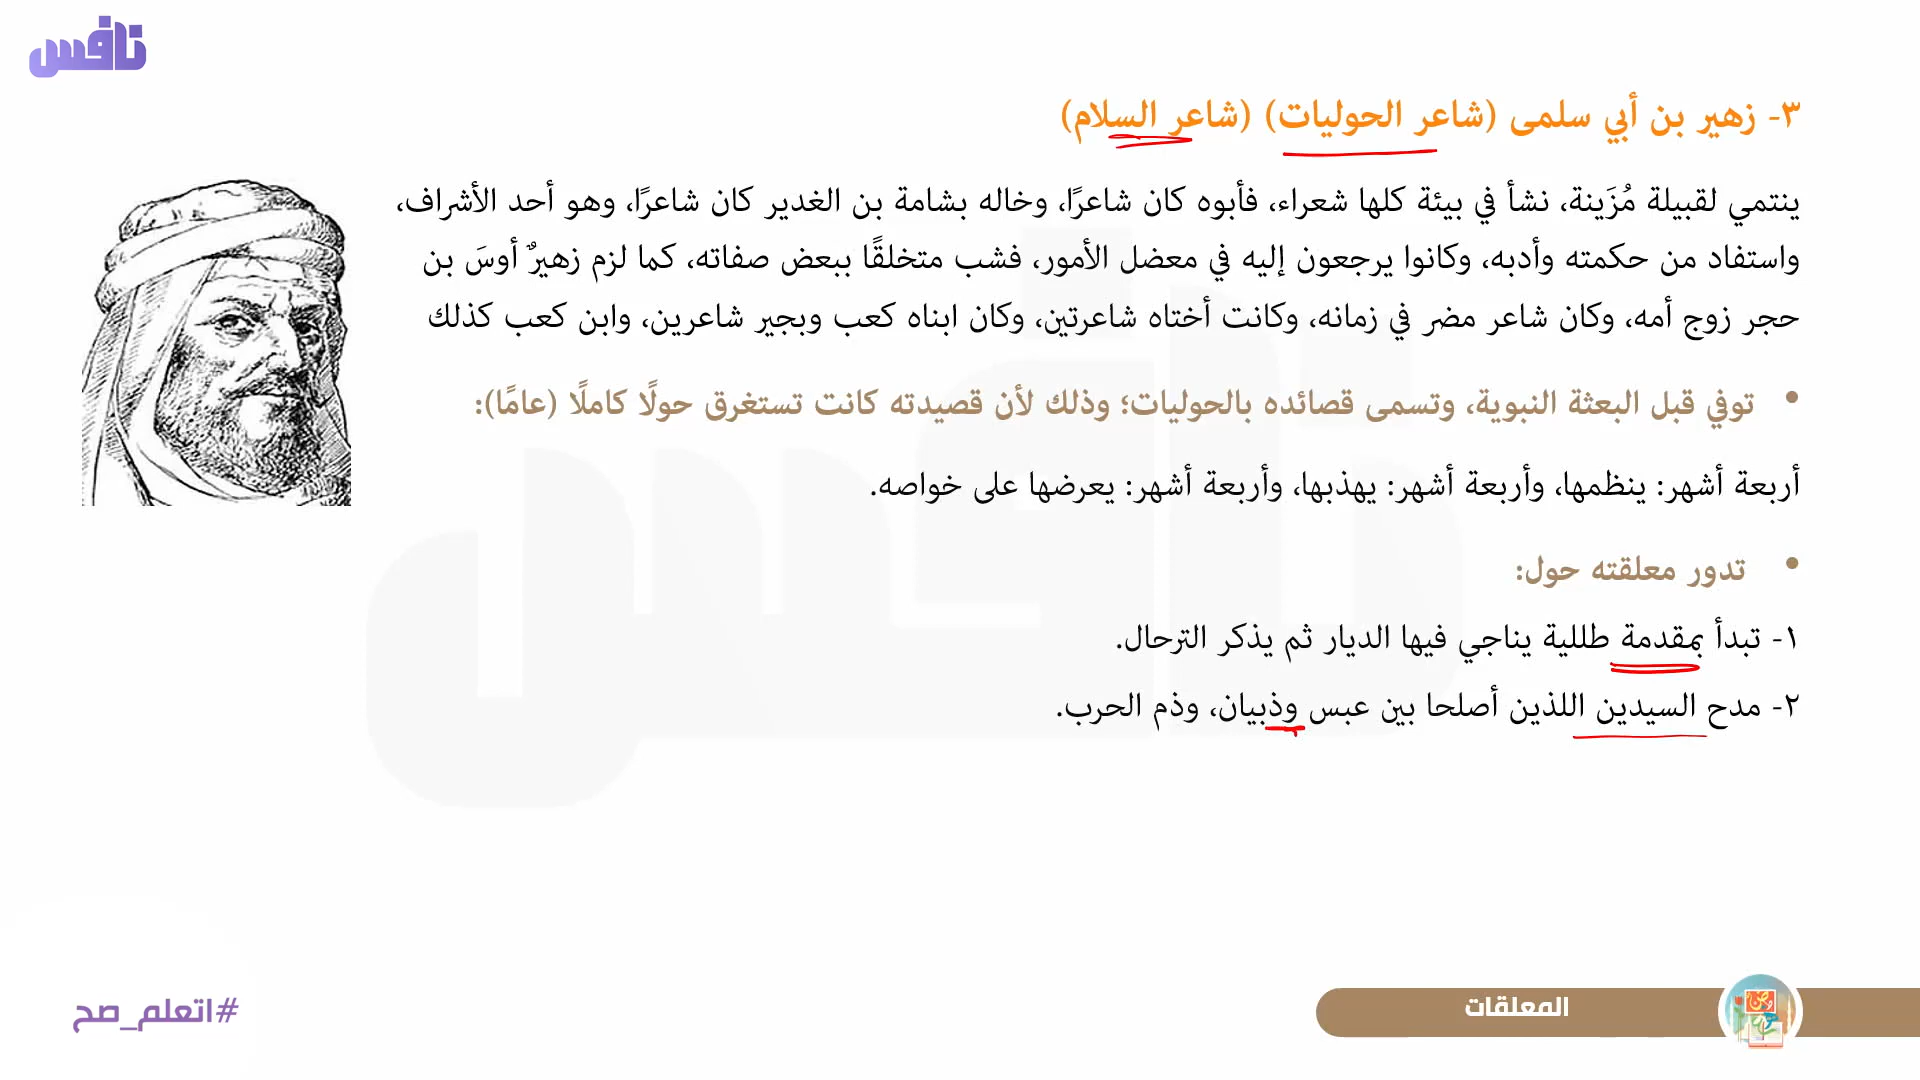 نافس
٣- زهير بن أبي سلمى (شاعر الحوليات) (شاعر السلام)
ينتمي لقبيلة مُزَينة، نشأ في بيئة كلها شعراء، فأبوه كان شاعرًا، وخاله بشامة بن الغدير كان شاعرًا، وهو أحد الأشراف،
واستفاد من حكمته وأدبه، وكانوا يرجعون إليه في معضل الأمور، فشب متخلقًا ببعض صفاته، كما لزم زهيرٌ أوسَ بن
حجر زوج أمه، وكان شاعر مضر في زمانه، وكانت أختاه شاعرتين، وكان ابناه كعب وبجير شاعرين، وابن كعب كذلك
• توفي قبل البعثة النبوية، وتسمى قصائده بالحوليات؛ وذلك لأن قصيدته كانت تستغرق حولًا كاملًا (عامًا):
أربعة أشهر: ينظمها، وأربعة أشهر: يهذبها، وأربعة أشهر: يعرضها على خواصه.
• تدور معلقته حول:
١- تبدأ بمقدمة طللية يناجي فيها الديار ثم يذكر الترحال.
٢- مدح السيدين اللذين أصلحا بين عبس وذبيان، وذم الحرب.
المعلقات
#اتعلم_صح